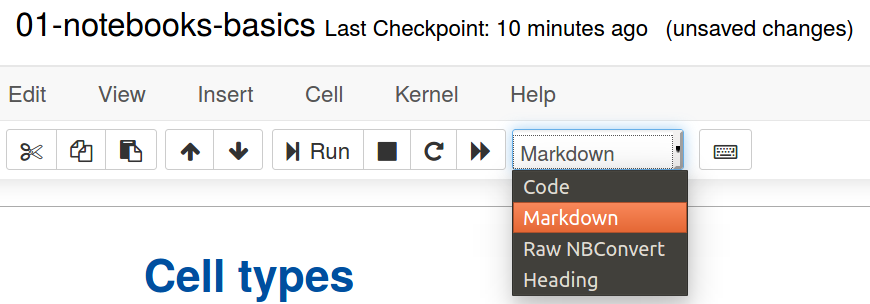 01-notebooks-basics Last Checkpoint: 10 minutes ago (unsaved changes)
Edit View Insert Cell Kernel Help
Run Markdown
Code
Markdown
Raw NBConvert
Heading
Cell types